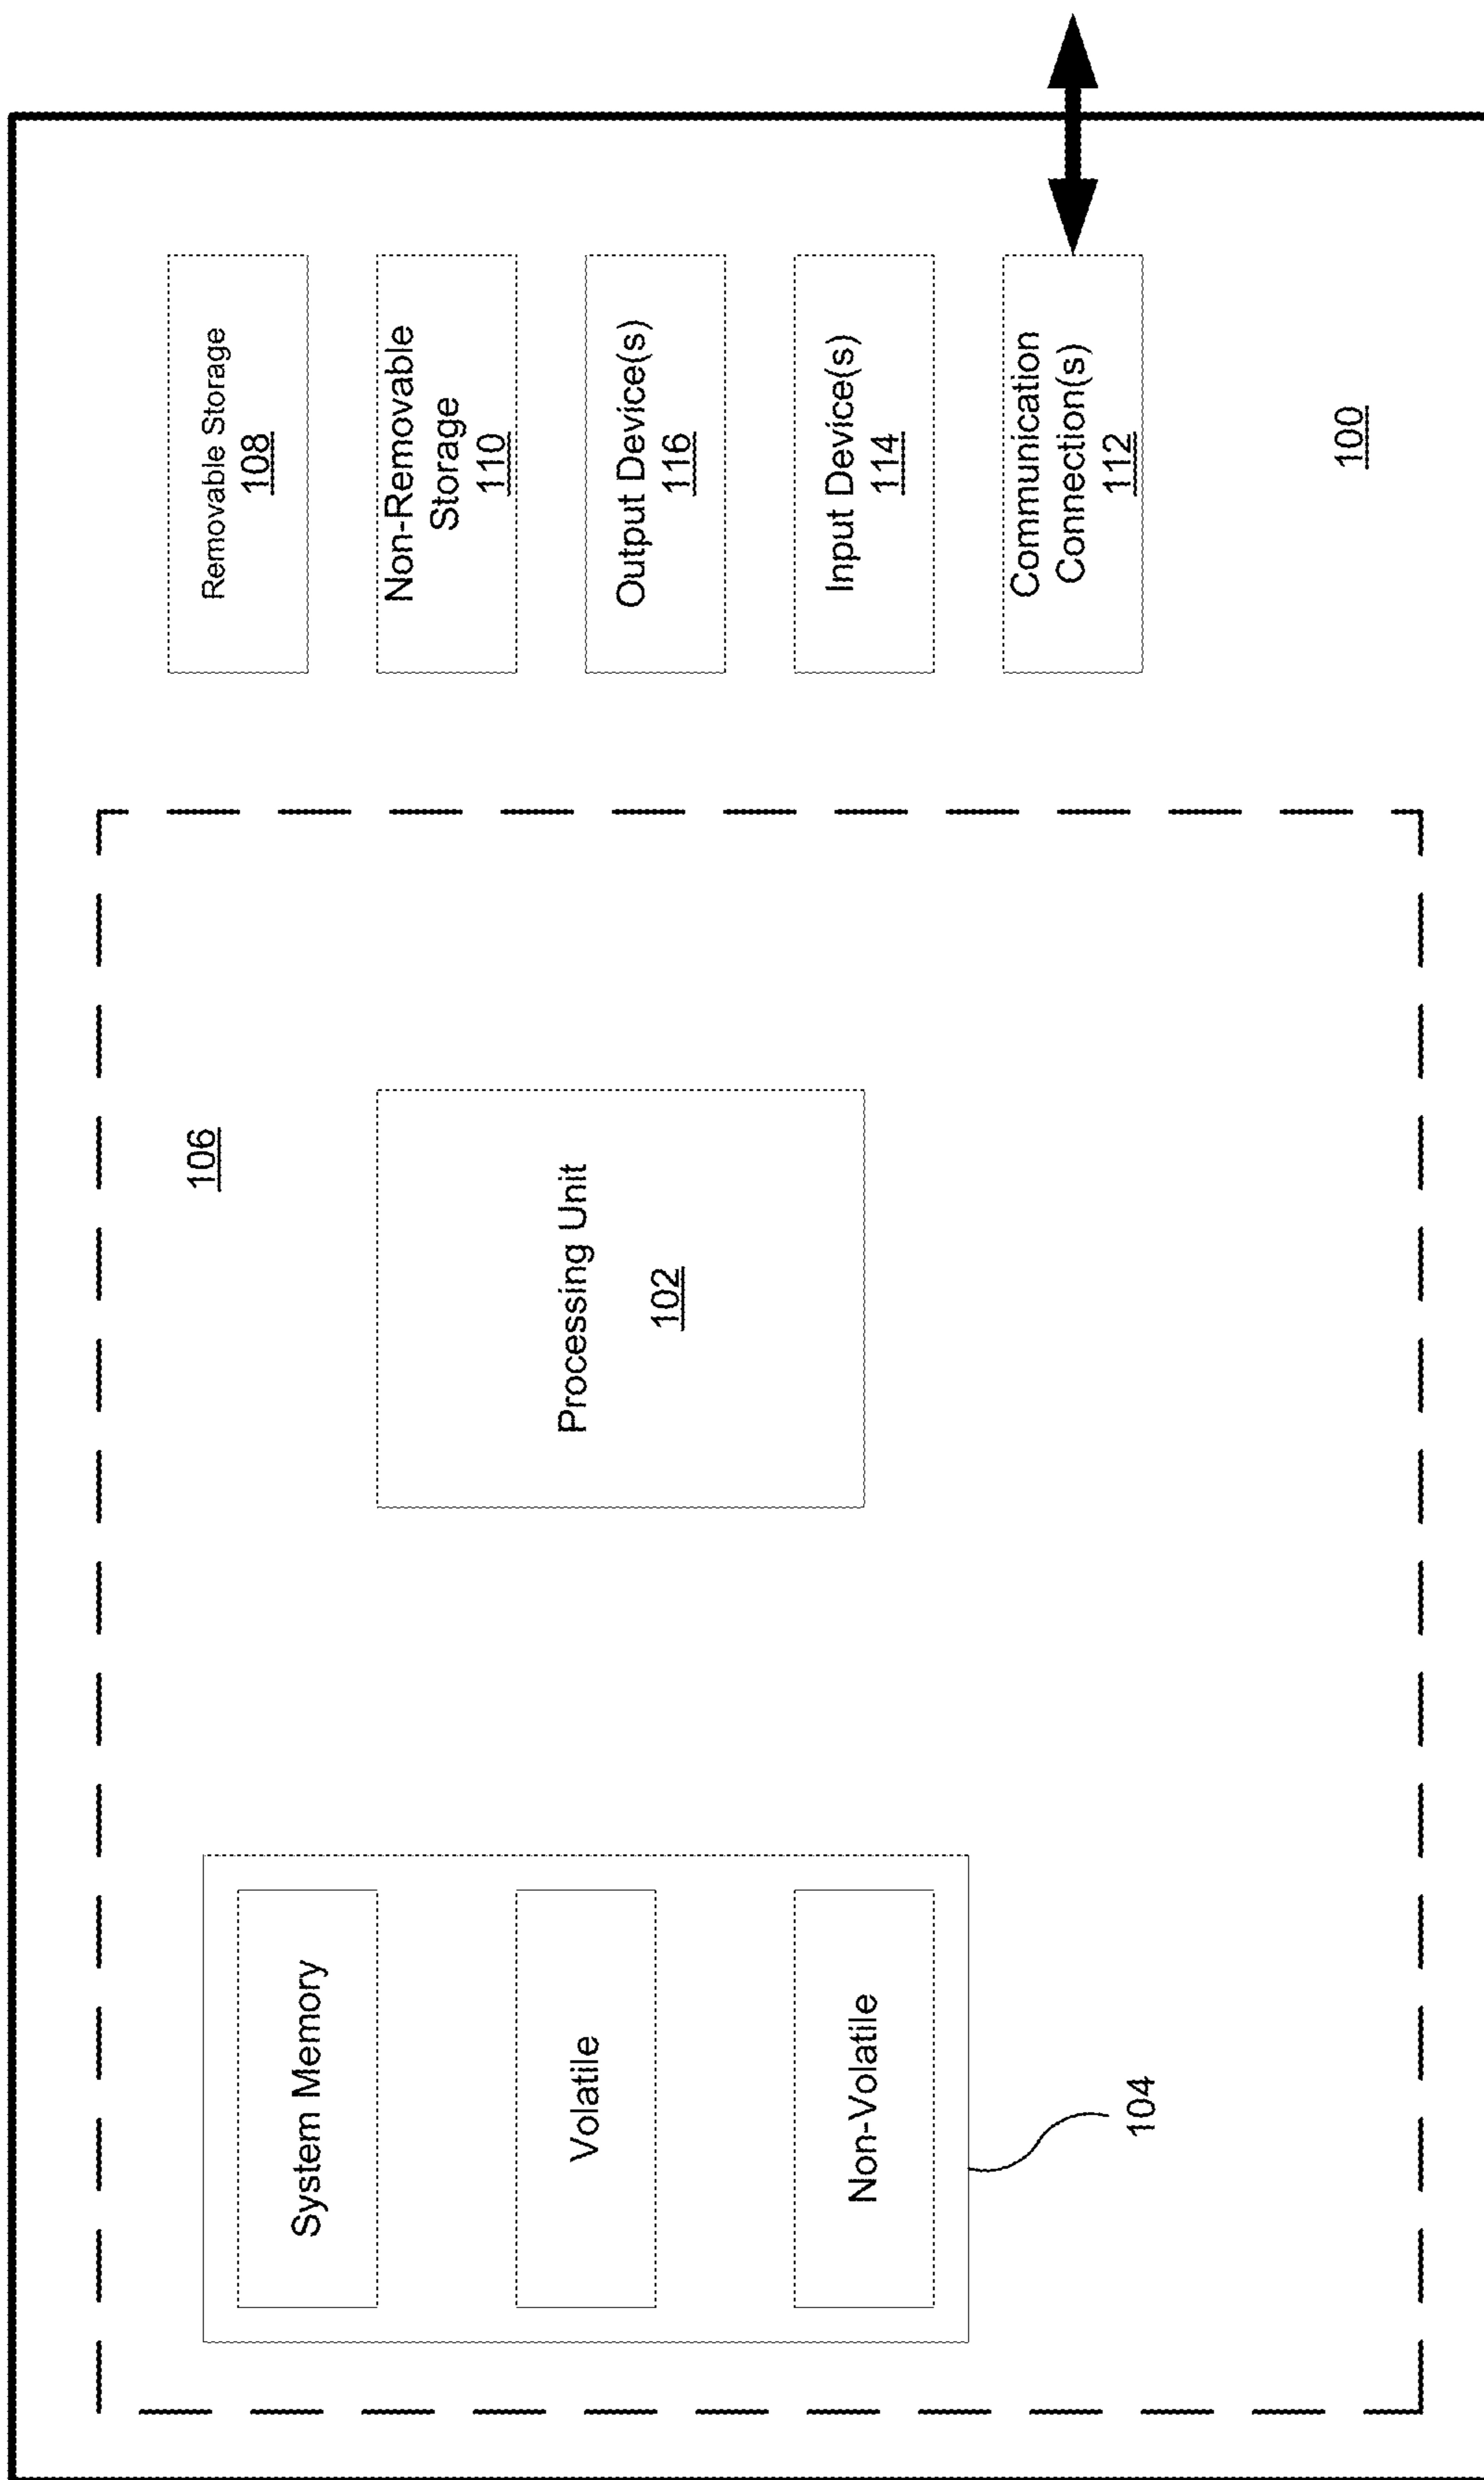 System Memory
Volatile
Non-Volatile
104
106
Processing Unit
102
Removable Storage
108
Non-Removable
Storage
110
Output Device(s)
116
Input Device(s)
114
Communication
Connection(s)
112
100